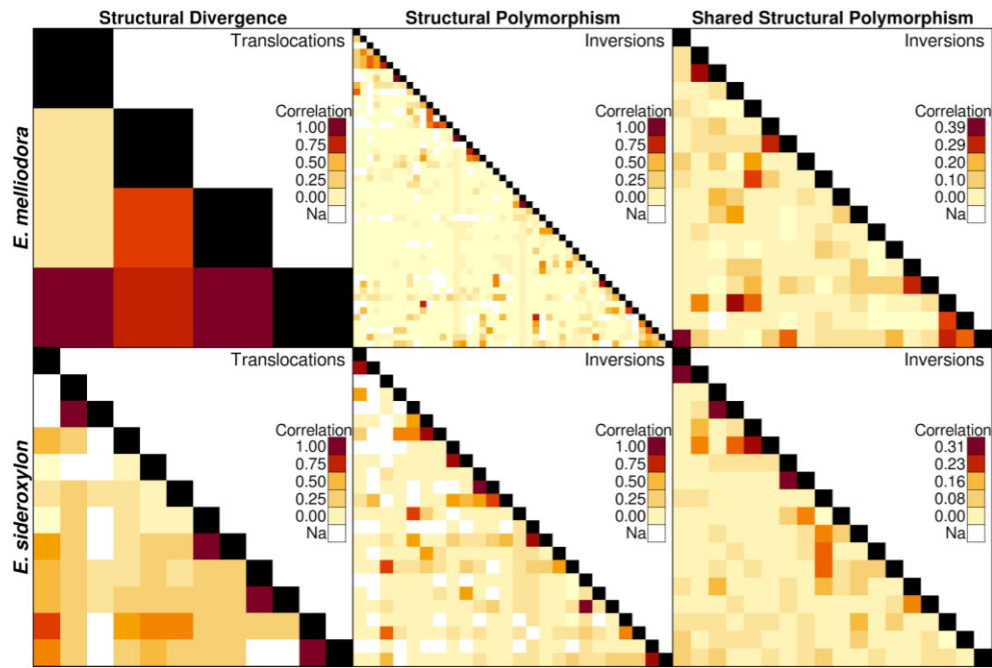 Structural Divergence
Structural Polymorphism
Shared Structural Polymorphism
E. melliodora
Translocations
Correlation
1.00
0.75
0.50
0.25
0.00
Na
Inversions
Correlation
1.00
0.75
0.50
0.25
0.00
Na
Inversions
Correlation
0.39
0.29
0.20
0.10
0.00
Na
E. sideroxylon
Translocations
Correlation
1.00
0.75
0.50
0.25
0.00
Na
Inversions
Correlation
1.00
0.75
0.50
0.25
0.00
Na
Inversions
Correlation
0.31
0.23
0.16
0.08
0.00
Na